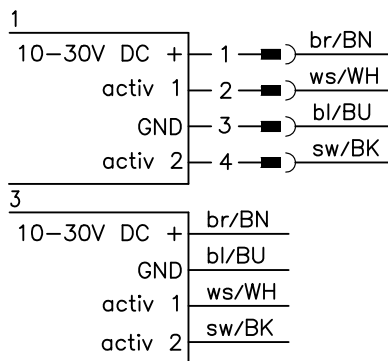 1
10-30V DC + 1 br/BN
activ 1 2 ws/WH
GND 3 bl/BU
activ 2 4 sw/BK
3
10-30V DC + br/BN
GND bl/BU
activ 1 ws/WH
activ 2 sw/BK